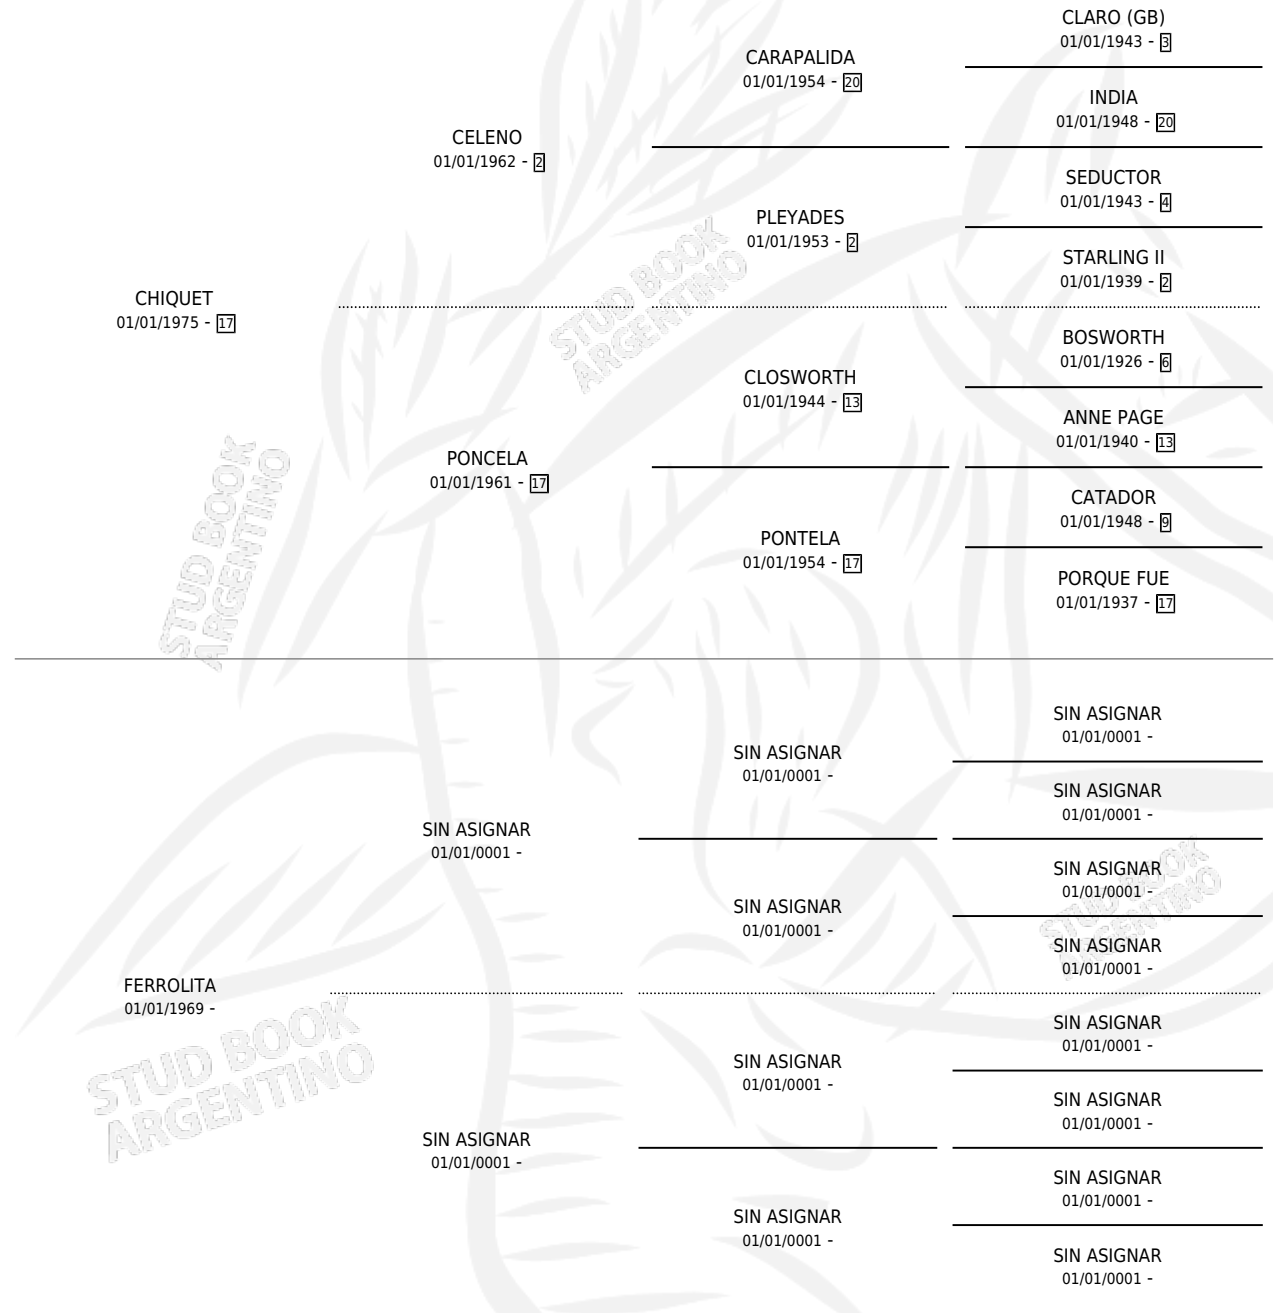 CLARO (GB)
01/01/1943 - 3
CARAPALIDA
01/01/1954 - 20
INDIA
01/01/1948 - 20
CELENO
01/01/1962 - 2
SEDUCTOR
01/01/1943 - 4
PLEYADES
01/01/1953 - 2
STARLING II
01/01/1939 - 2
CHIQUET
01/01/1975 - 17
BOSWORTH
01/01/1926 - 6
CLOSWORTH
01/01/1944 - 13
ANNE PAGE
01/01/1940 - 13
PONCELA
01/01/1961 - 17
CATADOR
01/01/1948 - 9
PONTELA
01/01/1954 - 17
PORQUE FUE
01/01/1937 - 17
SIN ASIGNAR
01/01/0001 -
SIN ASIGNAR
01/01/0001 -
SIN ASIGNAR
01/01/0001 -
SIN ASIGNAR
01/01/0001 -
SIN ASIGNAR
01/01/0001 -
SIN ASIGNAR
01/01/0001 -
SIN ASIGNAR
01/01/0001 -
FERROLITA
01/01/1969 -
SIN ASIGNAR
01/01/0001 -
SIN ASIGNAR
01/01/0001 -
SIN ASIGNAR
01/01/0001 -
SIN ASIGNAR
01/01/0001 -
SIN ASIGNAR
01/01/0001 -
SIN ASIGNAR
01/01/0001 -
SIN ASIGNAR
01/01/0001 -
STUD BOOK
ARGENTINO
STUD BOOK
ARGENTINO
STUD BOOK
ARGENTINO
STUD BOOK
ARGENTINO